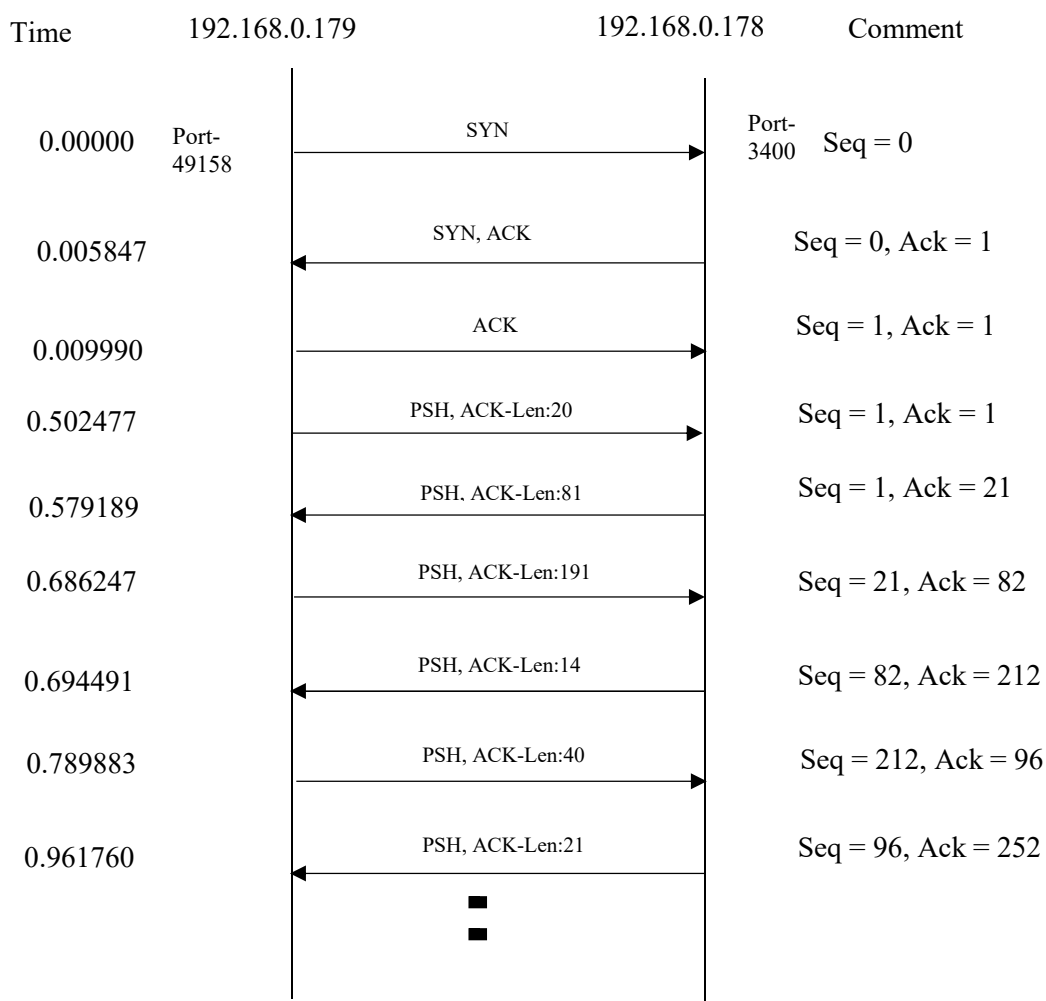 Time 192.168.0.179 192.168.0.178 Comment
0.00000 Port-49158 SYN Port-3400 Seq = 0
0.005847 SYN, ACK Seq = 0, Ack = 1
0.009990 ACK Seq = 1, Ack = 1
0.502477 PSH, ACK-Len:20 Seq = 1, Ack = 1
0.579189 PSH, ACK-Len:81 Seq = 1, Ack = 21
0.686247 PSH, ACK-Len:191 Seq = 21, Ack = 82
0.694491 PSH, ACK-Len:14 Seq = 82, Ack = 212
0.789883 PSH, ACK-Len:40 Seq = 212, Ack = 96
0.961760 PSH, ACK-Len:21 Seq = 96, Ack = 252